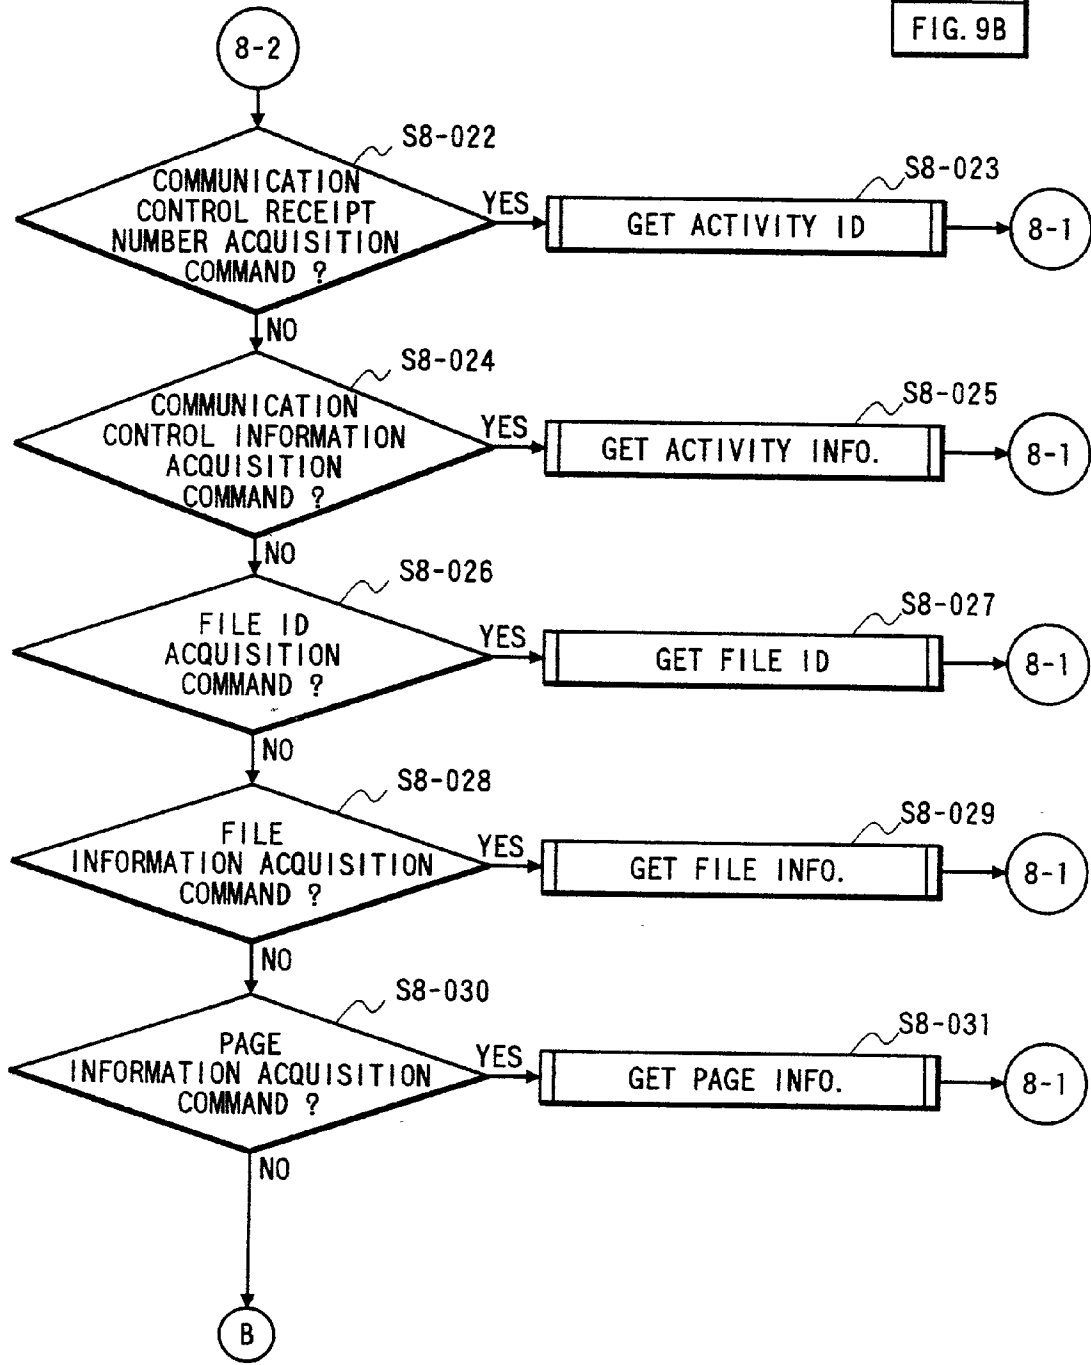 FIG. 9B
8-2
S8-022
COMMUNICATION
CONTROL RECEIPT
NUMBER ACQUISITION
COMMAND ?
YES
S8-023
GET ACTIVITY ID
8-1
NO
S8-024
COMMUNICATION
CONTROL INFORMATION
ACQUISITION
COMMAND ?
YES
S8-025
GET ACTIVITY INFO.
8-1
NO
S8-026
FILE ID
ACQUISITION
COMMAND ?
YES
S8-027
GET FILE ID
8-1
NO
S8-028
FILE
INFORMATION ACQUISITION
COMMAND ?
YES
S8-029
GET FILE INFO.
8-1
NO
S8-030
PAGE
INFORMATION ACQUISITION
COMMAND ?
YES
S8-031
GET PAGE INFO.
8-1
NO
B